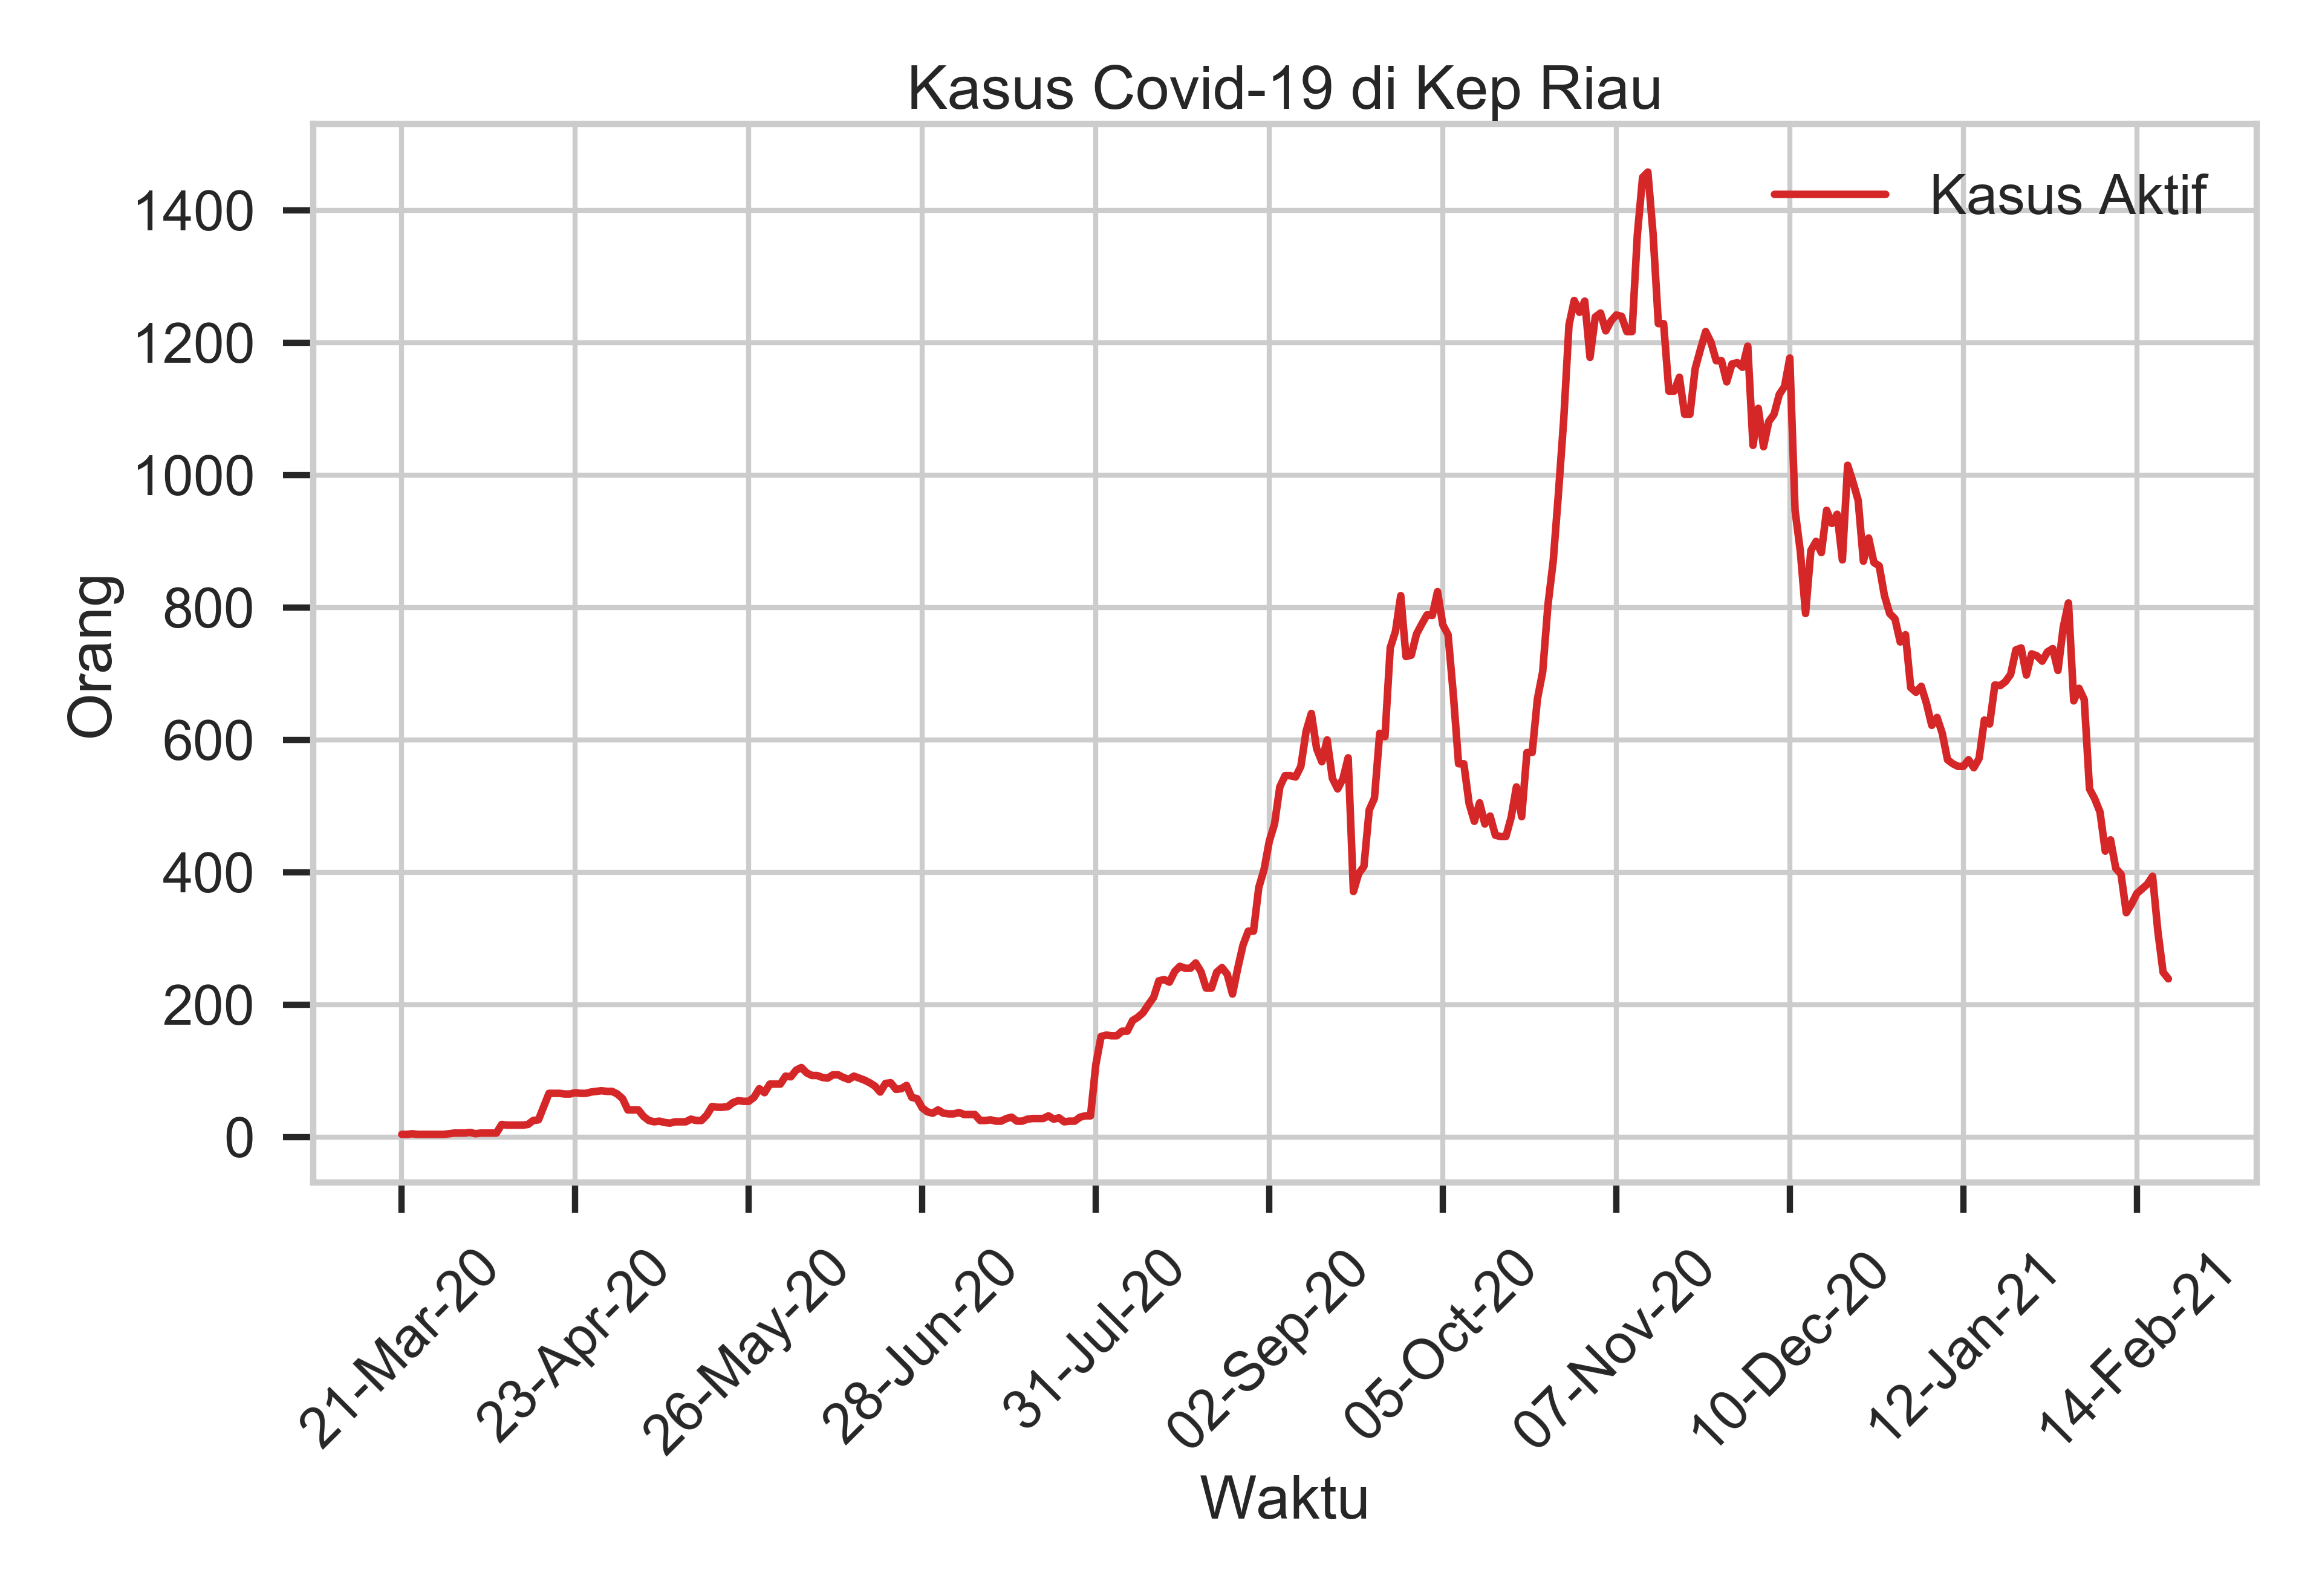 Kasus Covid-19 di Kep Riau
Kasus Aktif
1400
1200
1000
800
600
400
200
0
Orang
21-Mar-20
23-Apr-20
26-May-20
28-Jun-20
31-Jul-20
02-Sep-20
05-Oct-20
07-Nov-20
10-Dec-20
12-Jan-21
14-Feb-21
Waktu